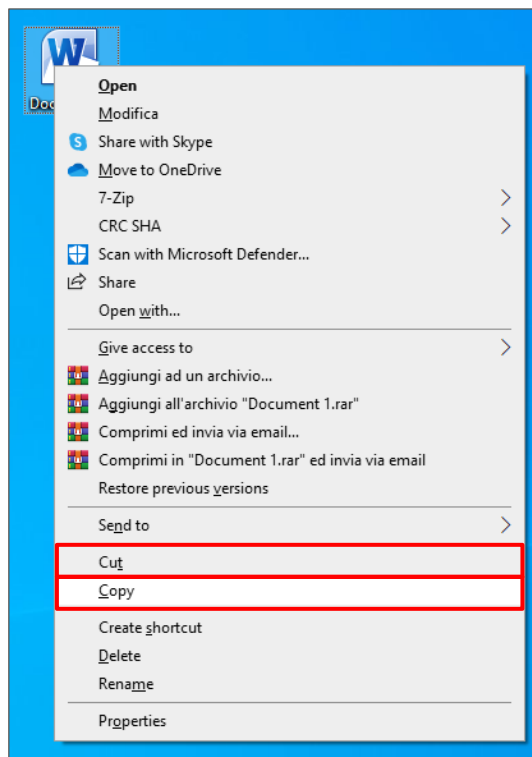 W
Doc
Open
Modifica
S
Share with Skype
Move to OneDrive
7-Zip
CRC SHA
Scan with Microsoft Defender...
Share
Open with...
Give access to
Aggiungi ad un archivio...
Aggiungi all'archivio "Document 1.rar"
Comprimi ed invia via email...
Comprimi in "Document 1.rar" ed invia via email
Restore previous versions
Send to
Cut
Copy
Create shortcut
Delete
Rename
Properties